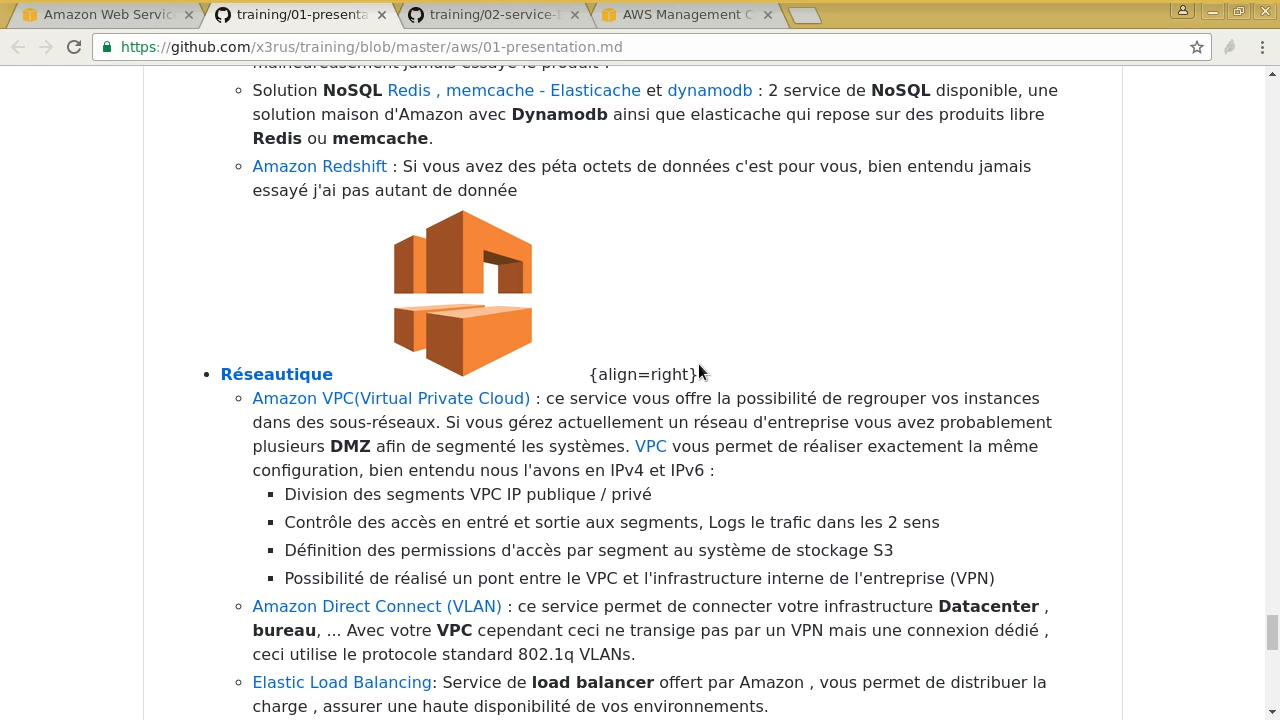 Amazon Web Servic
training/01-presenta
training/02-service-
AWS Management C
https://github.com/x3rus/training/blob/master/aws/01-presentation.md
malheureusement jamais essayé le produit .
Solution NoSQL Redis , memcache - Elasticache et dynamodb : 2 service de NoSQL disponible, une
solution maison d'Amazon avec Dynamodb ainsi que elasticache qui repose sur des produits libre
Redis ou memcache.
Amazon Redshift : Si vous avez des péta octets de données c'est pour vous, bien entendu jamais
essayé j'ai pas autant de donnée
Réseautique {align=right}
Amazon VPC(Virtual Private Cloud) : ce service vous offre la possibilité de regrouper vos instances
dans des sous-réseaux. Si vous gérez actuellement un réseau d'entreprise vous avez probablement
plusieurs DMZ afin de segmenté les systèmes. VPC vous permet de réaliser exactement la même
configuration, bien entendu nous l'avons en IPv4 et IPv6 :
Division des segments VPC IP publique / privé
Contrôle des accès en entré et sortie aux segments, Logs le trafic dans les 2 sens
Définition des permissions d'accès par segment au système de stockage S3
Possibilité de réalisé un pont entre le VPC et l'infrastructure interne de l'entreprise (VPN)
Amazon Direct Connect (VLAN) : ce service permet de connecter votre infrastructure Datacenter ,
bureau, ... Avec votre VPC cependant ceci ne transige pas par un VPN mais une connexion dédié ,
ceci utilise le protocole standard 802.1q VLANs.
Elastic Load Balancing: Service de load balancer offert par Amazon , vous permet de distribuer la
charge , assurer une haute disponibilité de vos environnements.